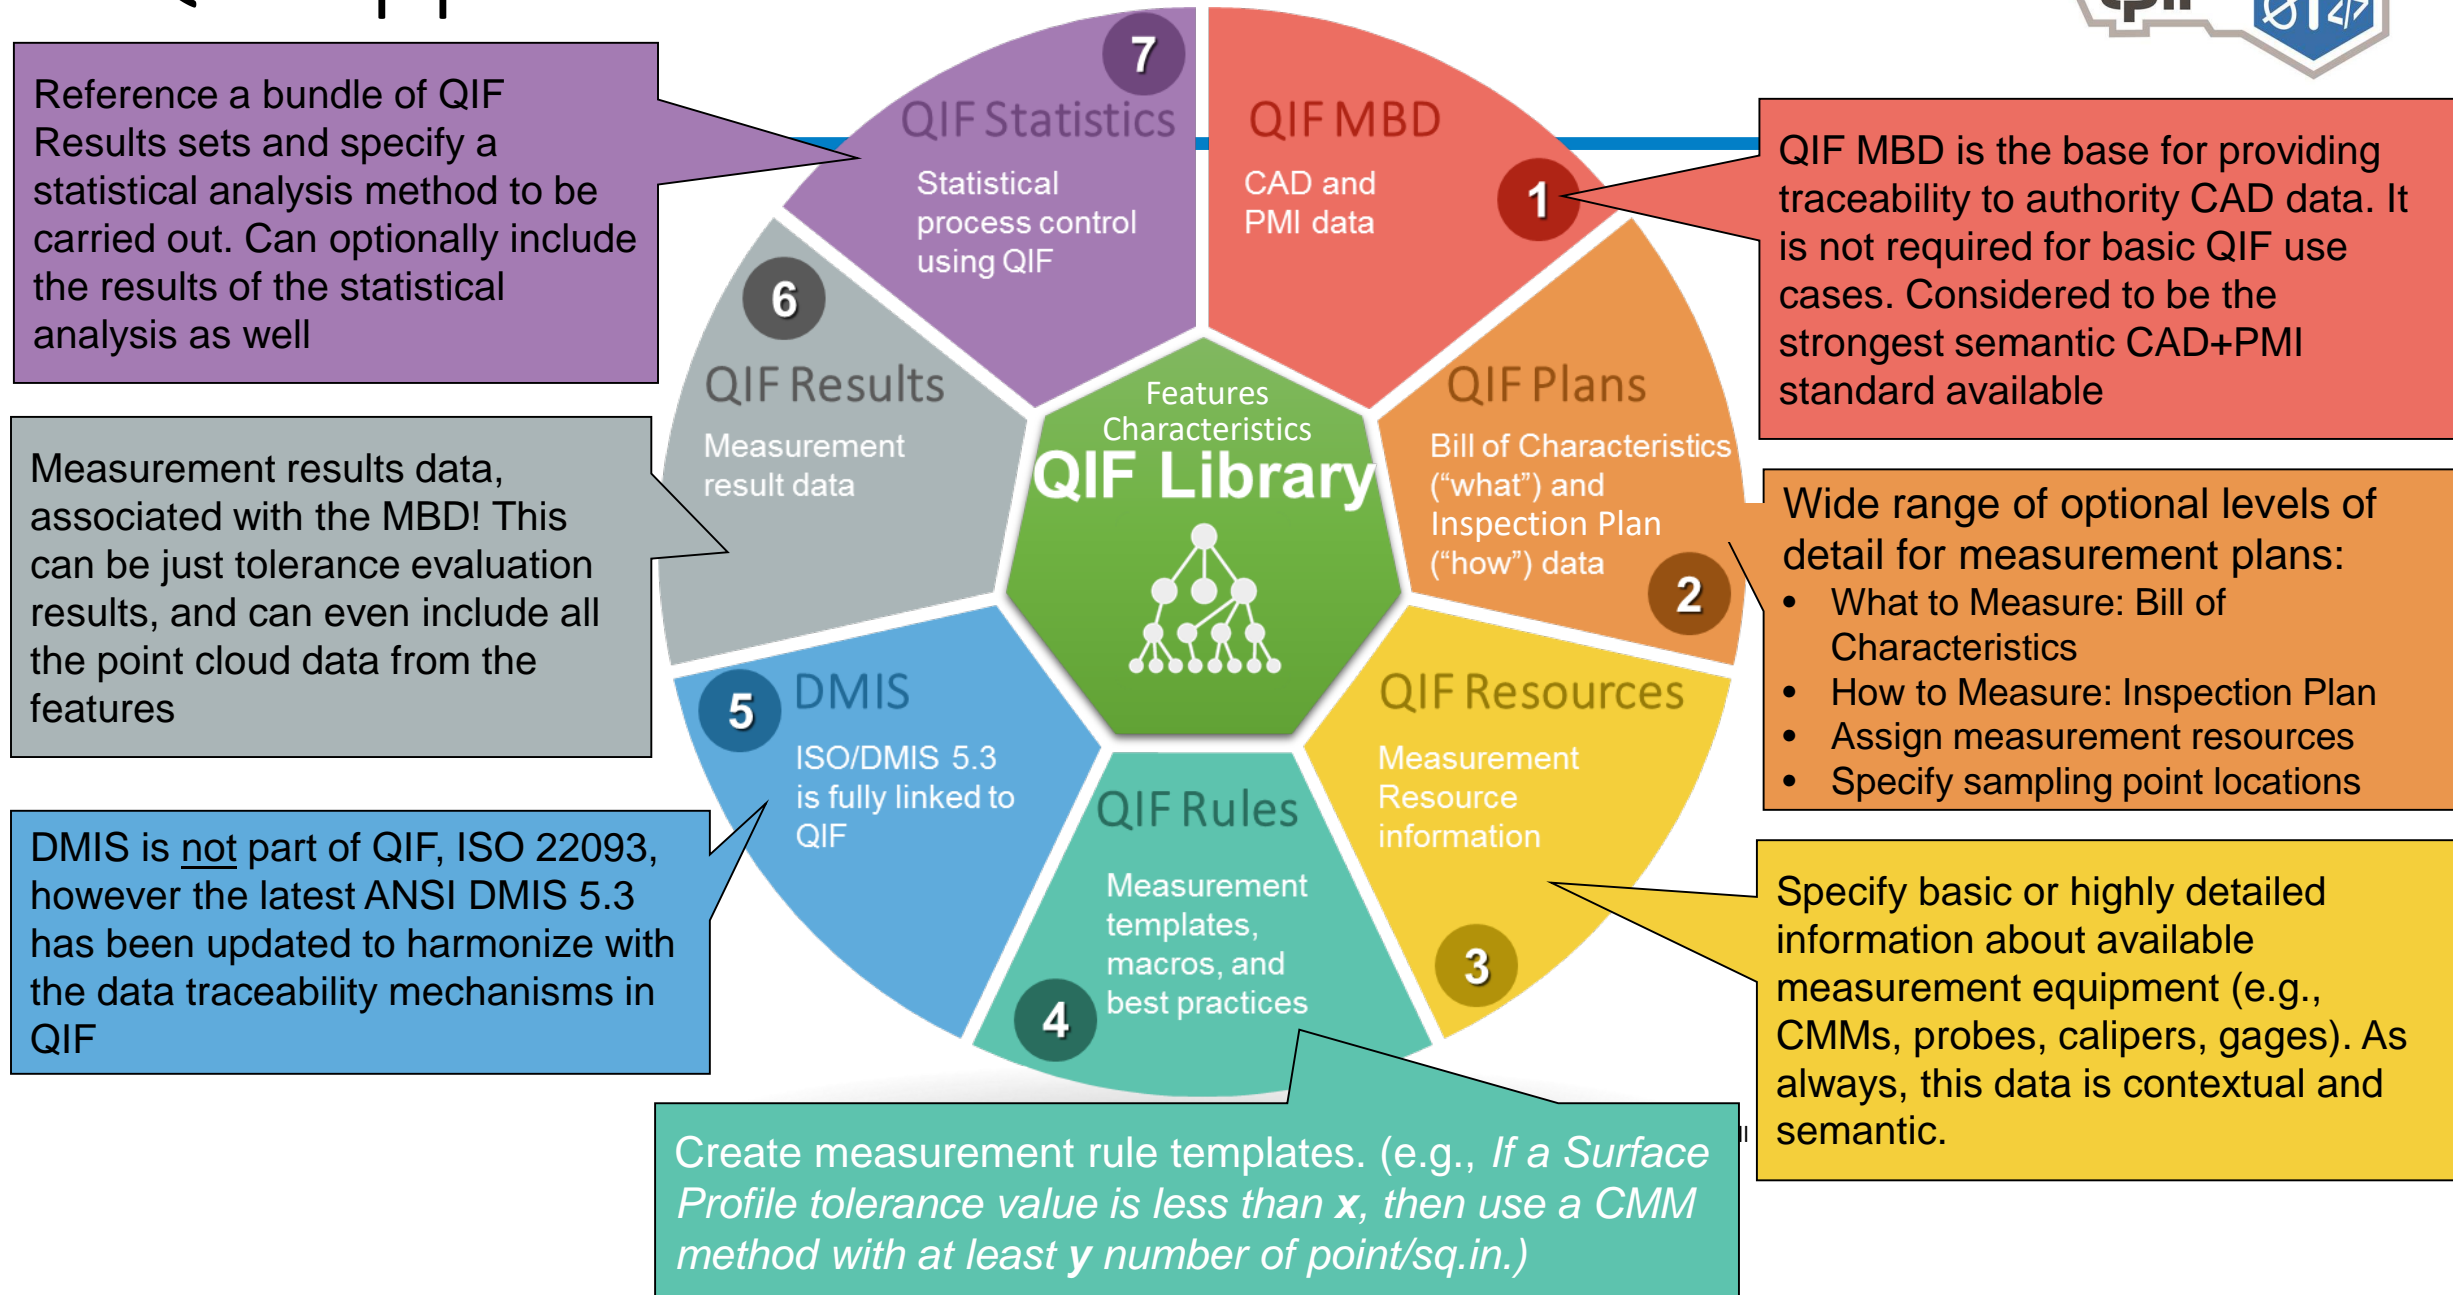 Reference a bundle of QIF
Results sets and specify a
statistical analysis method to be
carried out. Can optionally include
the results of the statistical
analysis as well
7
QIF Statistics
Statistical
process control
using QIF
QIF MBD
CAD and
PMI data
1
QIF MBD is the base for providing
traceability to authority CAD data. It
is not required for basic QIF use
cases. Considered to be the
strongest semantic CAD+PMI
standard available
6
QIF Results
Measurement
result data
Measurement results data,
associated with the MBD! This
can be just tolerance evaluation
results, and can even include all
the point cloud data from the
features
Features
Characteristics
QIF Library
QIF Plans
Bill of Characteristics
(“what”) and
Inspection Plan
(“how”) data
2
Wide range of optional levels of
detail for measurement plans:
• What to Measure: Bill of
Characteristics
• How to Measure: Inspection Plan
• Assign measurement resources
• Specify sampling point locations
5
DMIS
ISO/DMIS 5.3
is fully linked to
QIF
DMIS is not part of QIF, ISO 22093,
however the latest ANSI DMIS 5.3
has been updated to harmonize with
the data traceability mechanisms in
QIF
QIF Rules
Measurement
templates,
macros, and
best practices
4
QIF Resources
Measurement
Resource
information
3
Specify basic or highly detailed
information about available
measurement equipment (e.g.,
CMMs, probes, calipers, gages). As
always, this data is contextual and
semantic.
Create measurement rule templates. (e.g., If a Surface
Profile tolerance value is less than x, then use a CMM
method with at least y number of point/sq.in.)